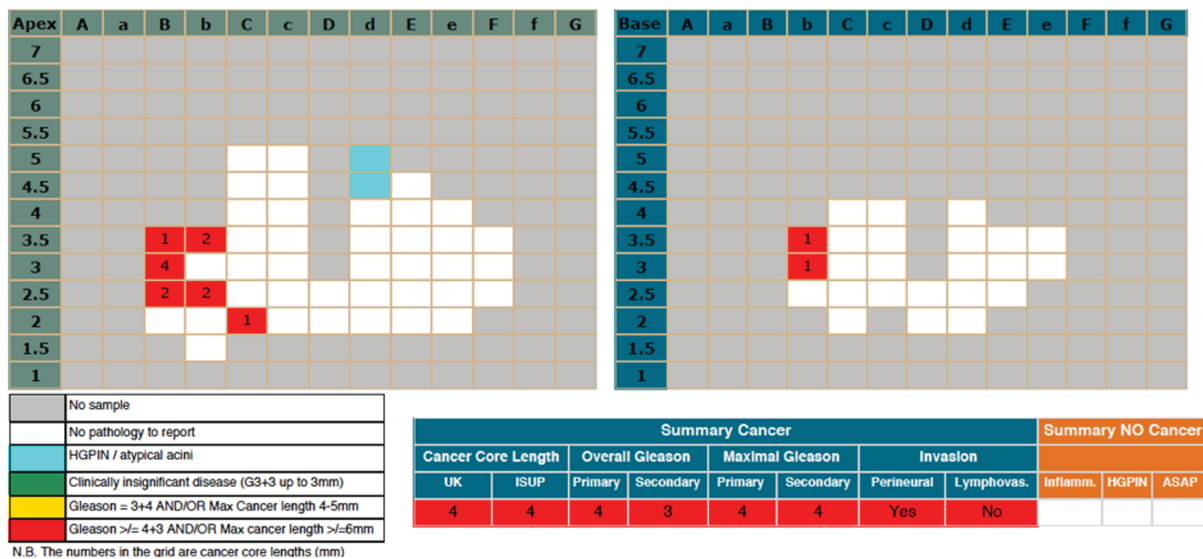 Apex A a B b C c D d E e F f G
7
6.5
6
5.5
5
4.5
4
3.5 1 2
3 4
2.5 2 2
2 1
1.5
1
Base A a B b C c D d E e F f G
7
6.5
6
5.5
5
4.5
4
3.5 1
3 1
2.5
2
1.5
1
No sample
No pathology to report
HGPIN / atypical acini
Clinically insignificant disease (G3+3 up to 3mm)
Gleason = 3+4 AND/OR Max Cancer length 4-5mm
Gleason >/= 4+3 AND/OR Max cancer length >/=6mm
N.B. The numbers in the grid are cancer core lengths (mm)
Summary Cancer Summary NO Cancer
Cancer Core Length Overall Gleason Maximal Gleason Invasion
UK ISUP Primary Secondary Primary Secondary Perineural Lymphovas. Inflamm. HGPIN ASAP
4 4 4 3 4 4 Yes No